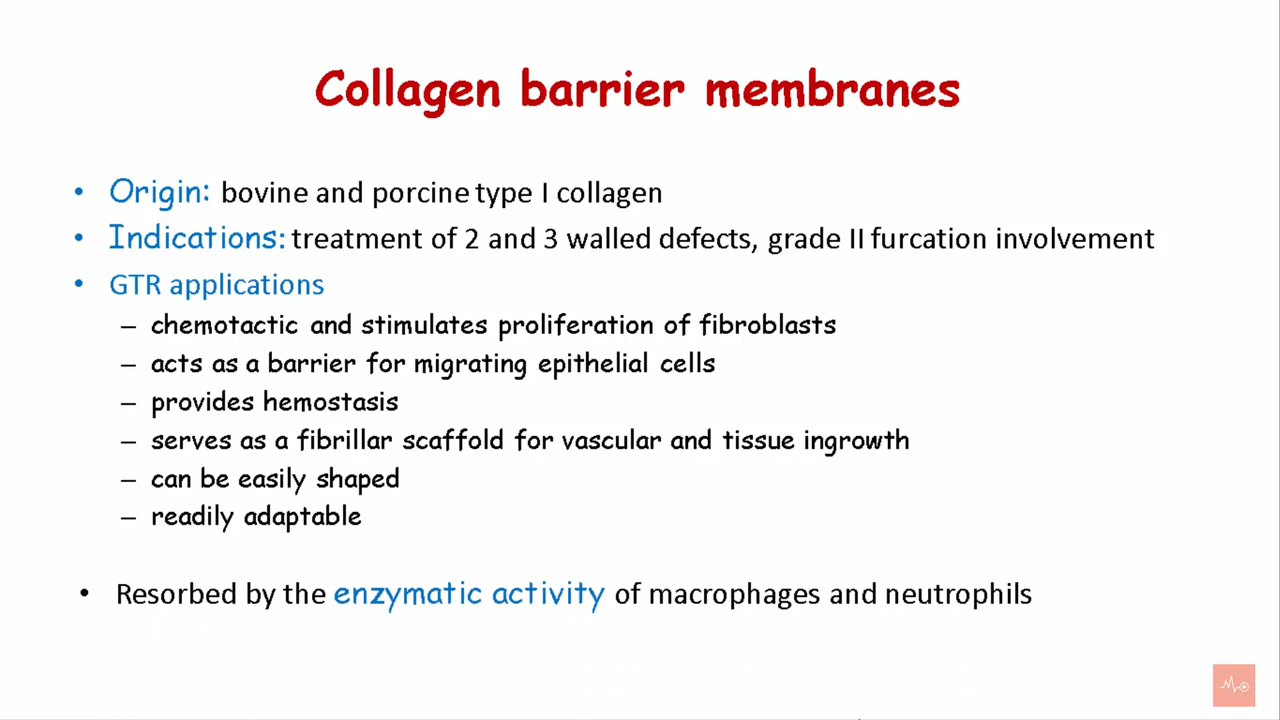 Collagen barrier membranes
• Origin: bovine and porcine type I collagen
• Indications: treatment of 2 and 3 walled defects, grade II furcation involvement
• GTR applications
– chemotactic and stimulates proliferation of fibroblasts
– acts as a barrier for migrating epithelial cells
– provides hemostasis
– serves as a fibrillar scaffold for vascular and tissue ingrowth
– can be easily shaped
– readily adaptable
• Resorbed by the enzymatic activity of macrophages and neutrophils